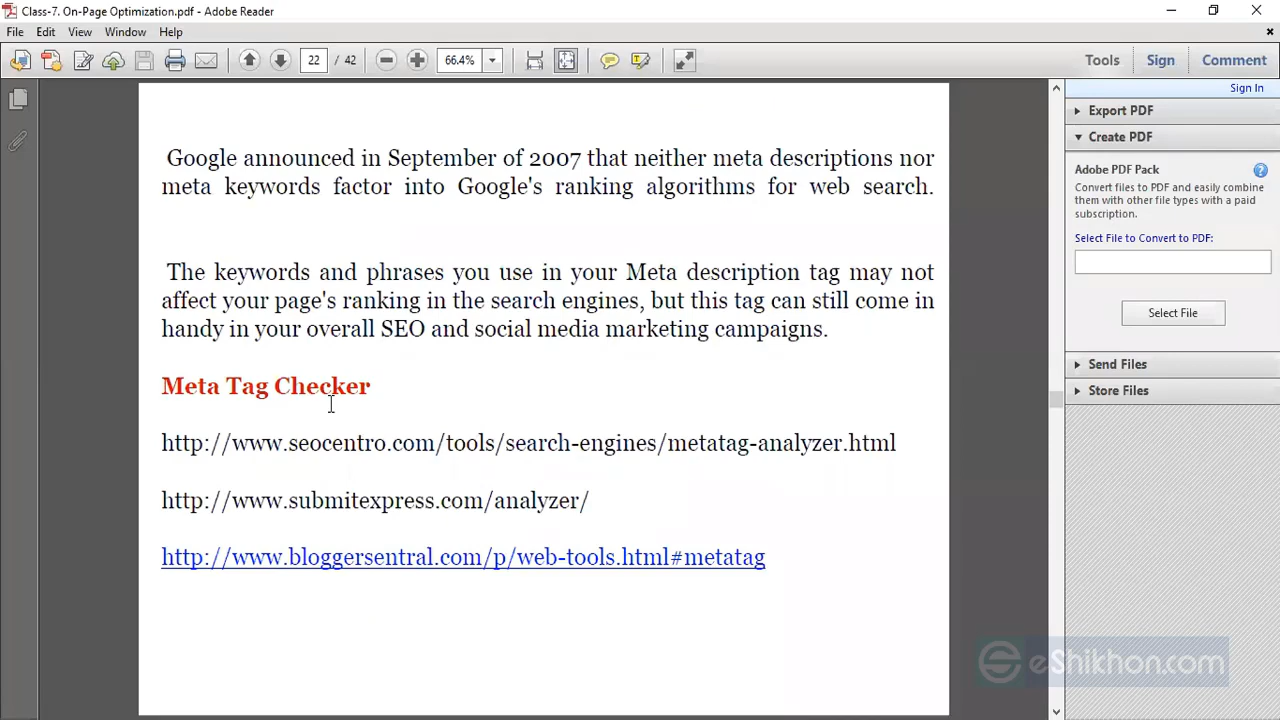 Class-7. On-Page Optimization.pdf - Adobe Reader
File Edit View Window Help
22 / 42 66.4% Tools Sign Comment
Sign In
Export PDF
Create PDF
Adobe PDF Pack
Convert files to PDF and easily combine
them with other file types with a paid
subscription.
Select File to Convert to PDF:
Select File
Send Files
Store Files
Google announced in September of 2007 that neither meta descriptions nor
meta keywords factor into Google's ranking algorithms for web search.
The keywords and phrases you use in your Meta description tag may not
affect your page's ranking in the search engines, but this tag can still come in
handy in your overall SEO and social media marketing campaigns.
Meta Tag Checker
http://www.seocentro.com/tools/search-engines/metatag-analyzer.html
http://www.submitexpress.com/analyzer/
http://www.bloggersentral.com/p/web-tools.html#metatag
eShikhon.com